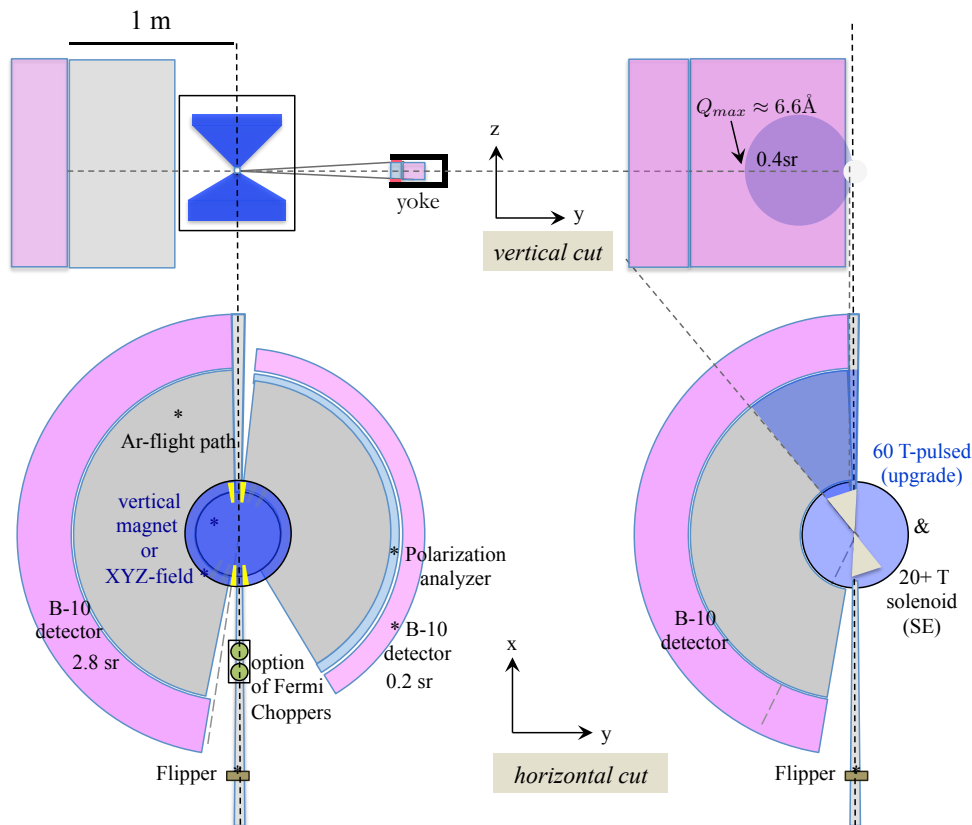 1 m
yoke
z
y
vertical cut
Q_{max} ≈ 6.6Å
0.4sr
*
Ar-flight path
vertical
magnet
*
or
XYZ-field *
B-10
detector
2.8 sr
* Polarization
analyzer
* B-10
detector
0.2 sr
option
of Fermi
Choppers
Flipper
*
x
y
horizontal cut
60 T-pulsed
(upgrade)
&
20+ T
solenoid
(SE)
B-10
detector
Flipper
*